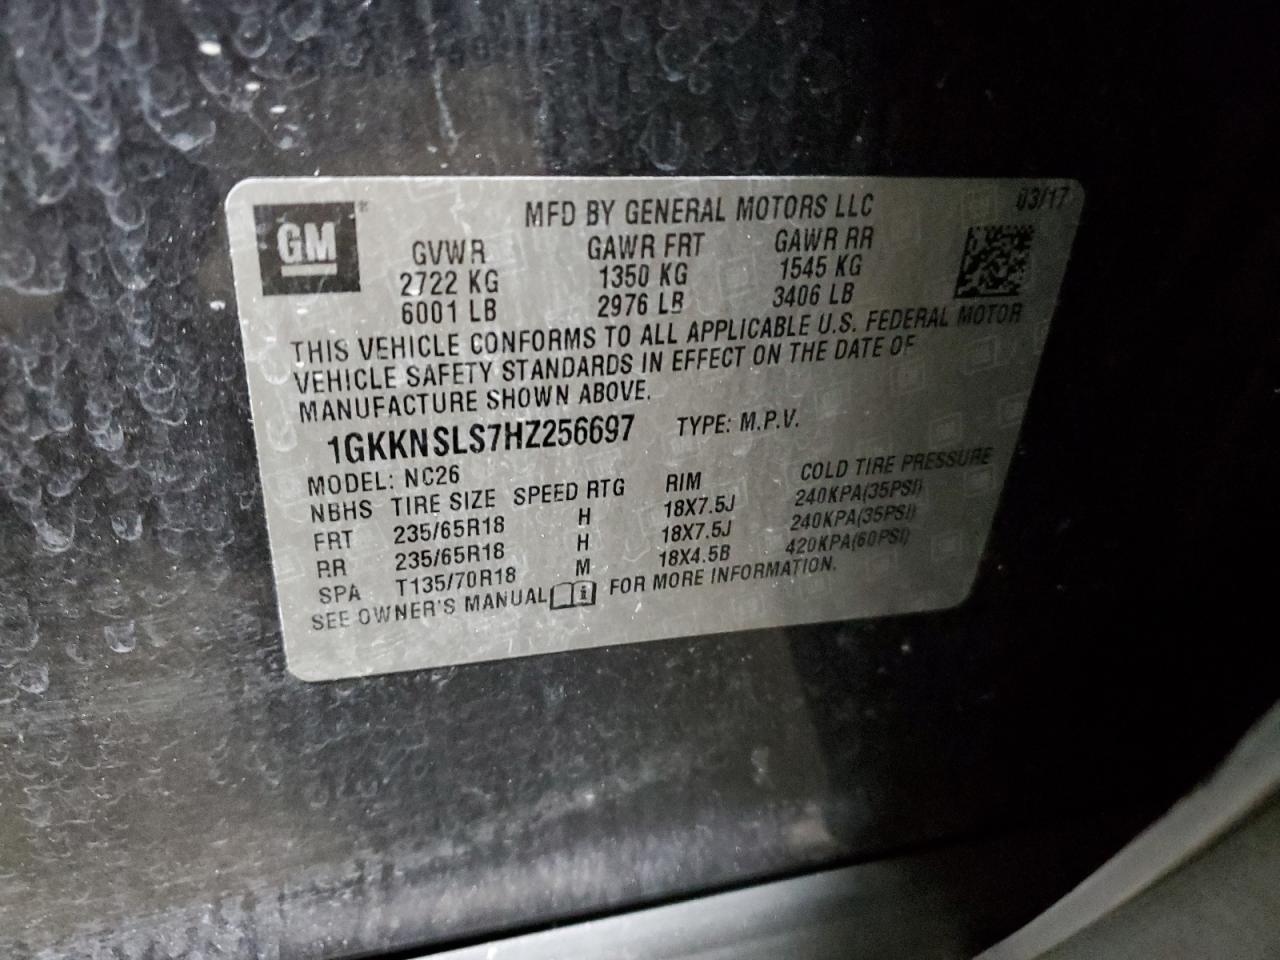 GM
MFD BY GENERAL MOTORS LLC 03/17
GVWR GAWR FRT GAWR RR
2722 KG 1350 KG 1545 KG
6001 LB 2976 LB 3406 LB
THIS VEHICLE CONFORMS TO ALL APPLICABLE U.S. FEDERAL MOTOR
VEHICLE SAFETY STANDARDS IN EFFECT ON THE DATE OF
MANUFACTURE SHOWN ABOVE.
1GKKNSLS7HZ256697 TYPE: M.P.V.
MODEL: NC26
NBHS TIRE SIZE SPEED RTG RIM COLD TIRE PRESSURE
FRT 235/65R18 H 18X7.5J 240KPA(35PSI)
RR 235/65R18 H 18X7.5J 240KPA(35PSI)
SPA T135/70R18 M 18X4.5B 420KPA(60PSI)
SEE OWNER'S MANUAL FOR MORE INFORMATION.